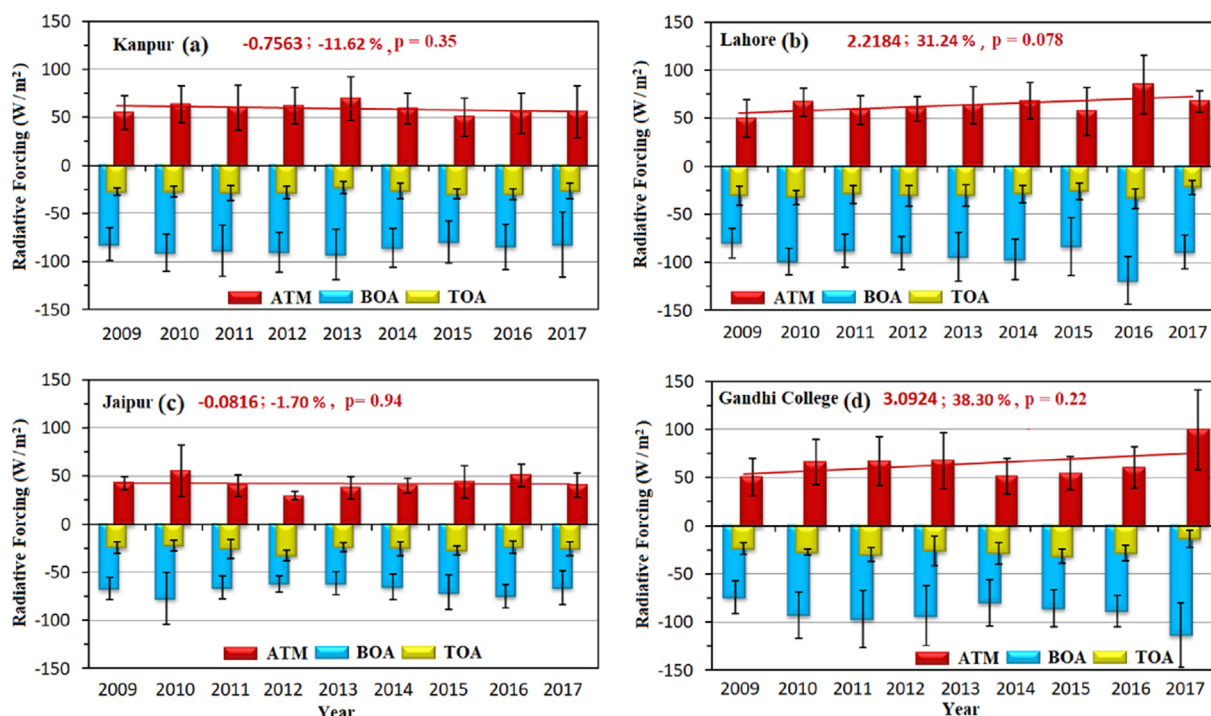 Radiative Forcing (W/m²)
150
100
50
0
-50
-100
-150
Kanpur (a)
-0.7563; -11.62 %, p = 0.35
ATM BOA TOA
2009 2010 2011 2012 2013 2014 2015 2016 2017
Radiative Forcing (W/m²)
150
100
50
0
-50
-100
-150
Lahore (b)
2.2184; 31.24 %, p = 0.078
ATM BOA TOA
2009 2010 2011 2012 2013 2014 2015 2016 2017
Year
Radiative Forcing (W/m²)
150
100
50
0
-50
-100
-150
Jaipur (c)
-0.0816; -1.70 %, p= 0.94
ATM BOA TOA
2009 2010 2011 2012 2013 2014 2015 2016 2017
Year
Radiative Forcing (W/m²)
150
100
50
0
-50
-100
-150
Gandhi College (d)
3.0924; 38.30 %, p = 0.22
ATM BOA TOA
2009 2010 2011 2012 2013 2014 2015 2016 2017
Year